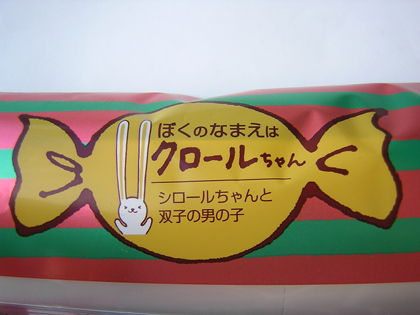 ぼくのなまえは
クロールちゃん
シロールちゃんと
双子の男の子